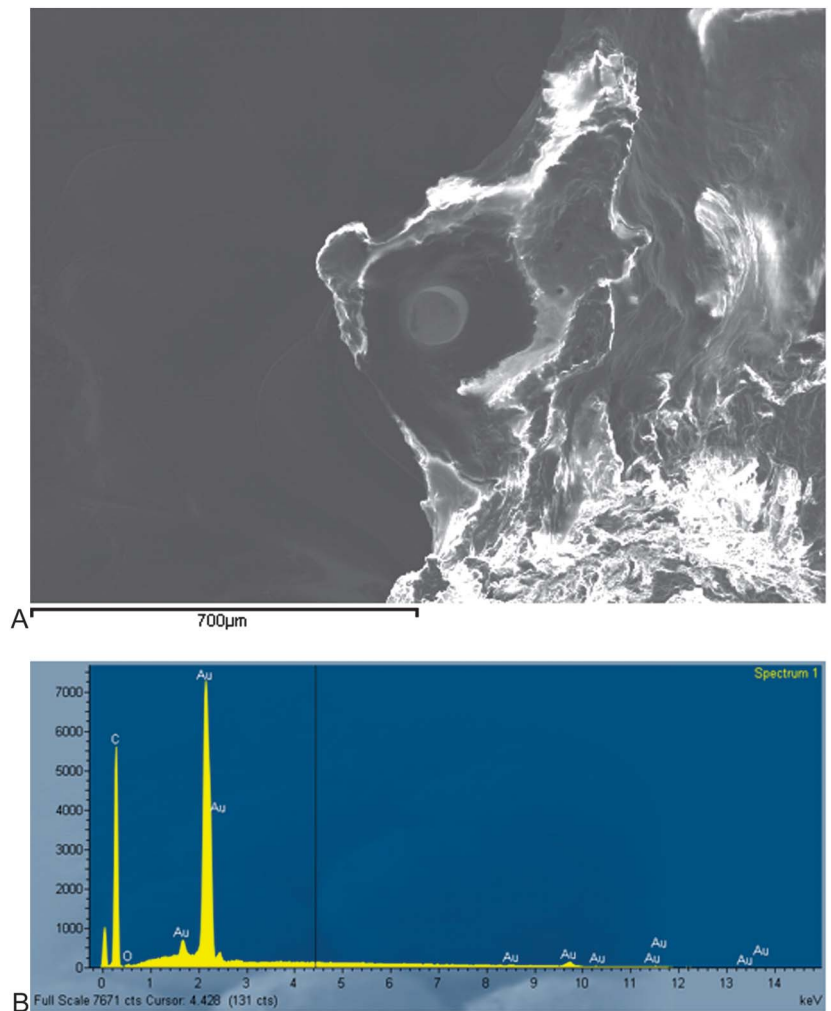 A
700µm
Spectrum 1
7000
6000
5000
4000
3000
2000
1000
0
Au
C
Au
Au
O
Au
Au
Au
Au
Au
Au
Au
0 1 2 3 4 5 6 7 8 9 10 11 12 13 14
B
Full Scale 7671 cts Cursor: 4.428 (131 cts)
keV